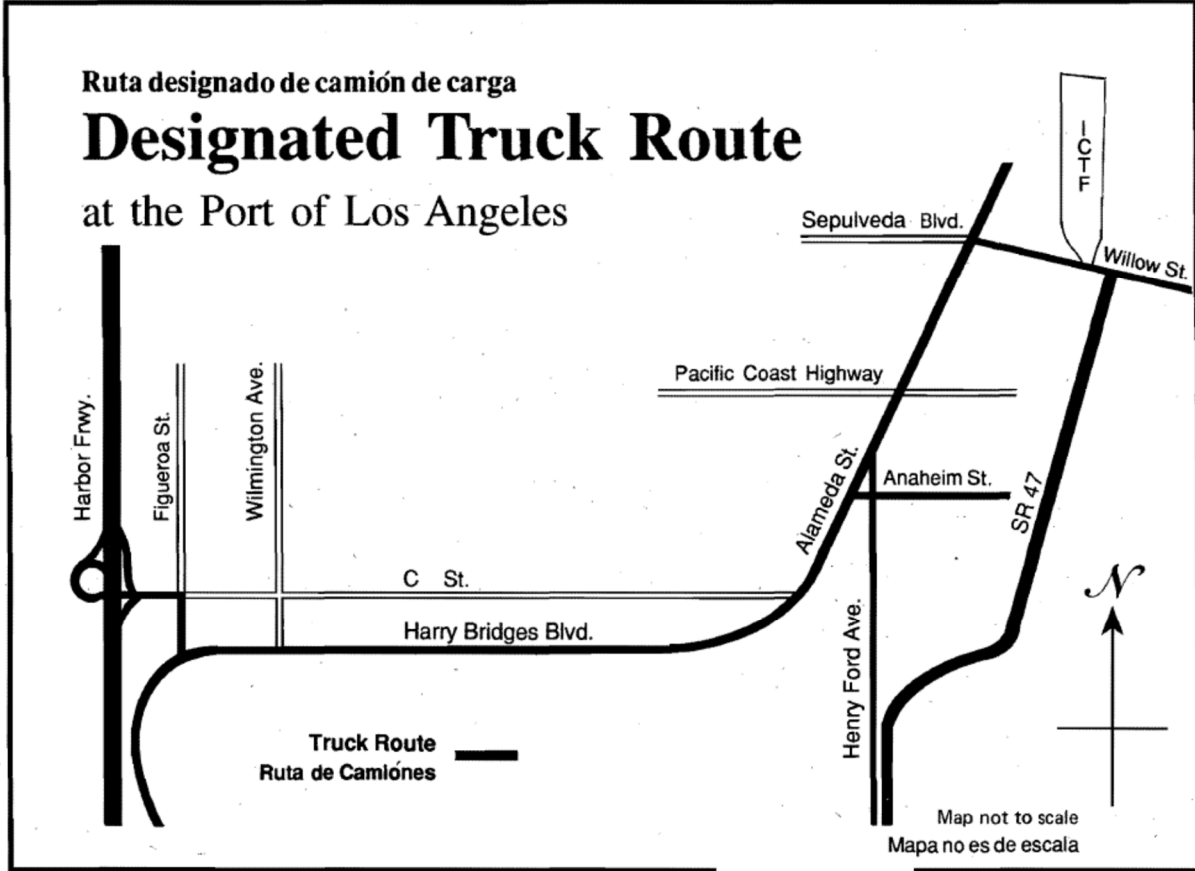 Ruta designado de camión de carga
Designated Truck Route
at the Port of Los Angeles
ICTF
Sepulveda Blvd.
Willow St.
Pacific Coast Highway
Harbor Frwy.
Figueroa St.
Wilmington Ave.
Alameda St.
Anaheim St.
SR 47
C St.
Harry Bridges Blvd.
Henry Ford Ave.
N
Truck Route
Ruta de Camiónes
Map not to scale
Mapa no es de escala